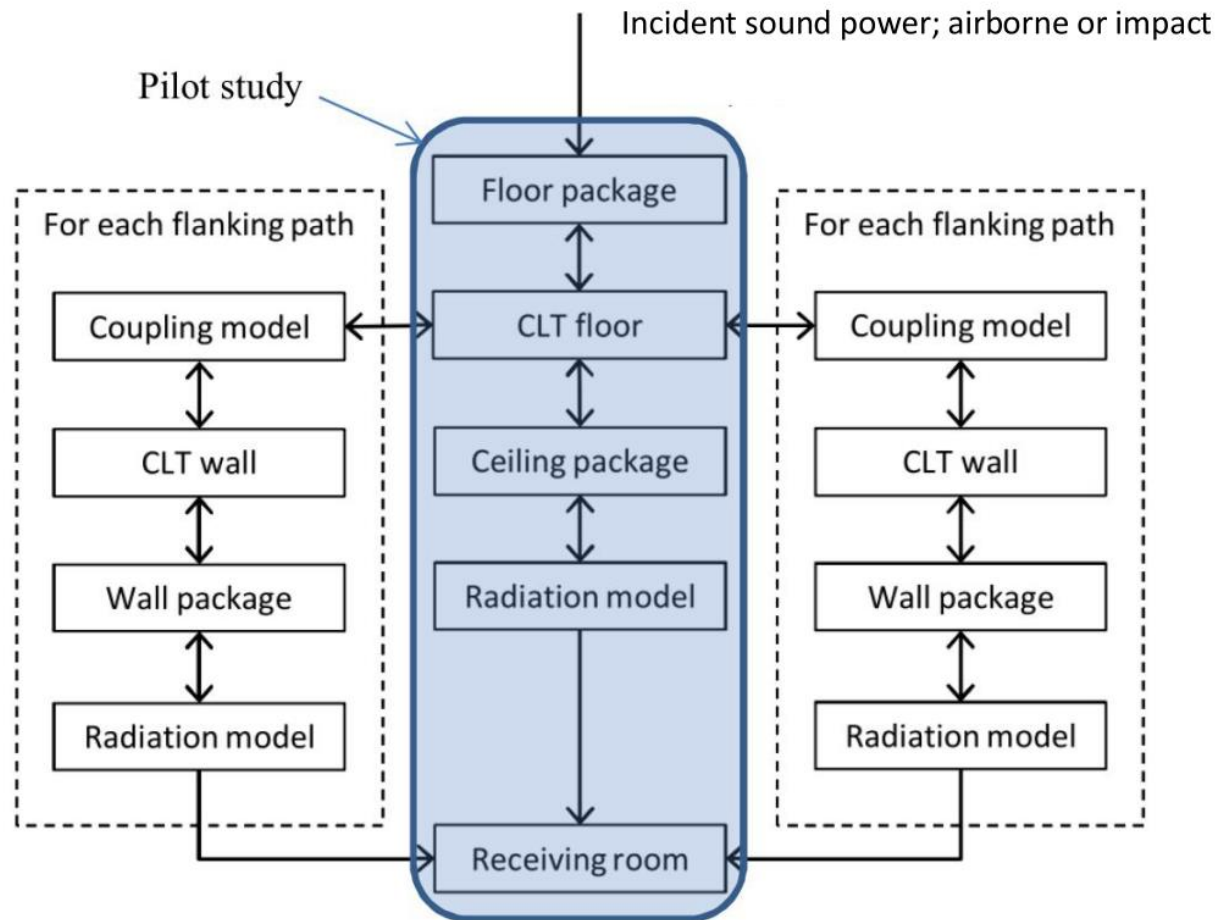 Incident sound power; airborne or impact
Pilot study
For each flanking path
Coupling model
CLT wall
Wall package
Radiation model
Floor package
CLT floor
Ceiling package
Radiation model
Receiving room
For each flanking path
Coupling model
CLT wall
Wall package
Radiation model